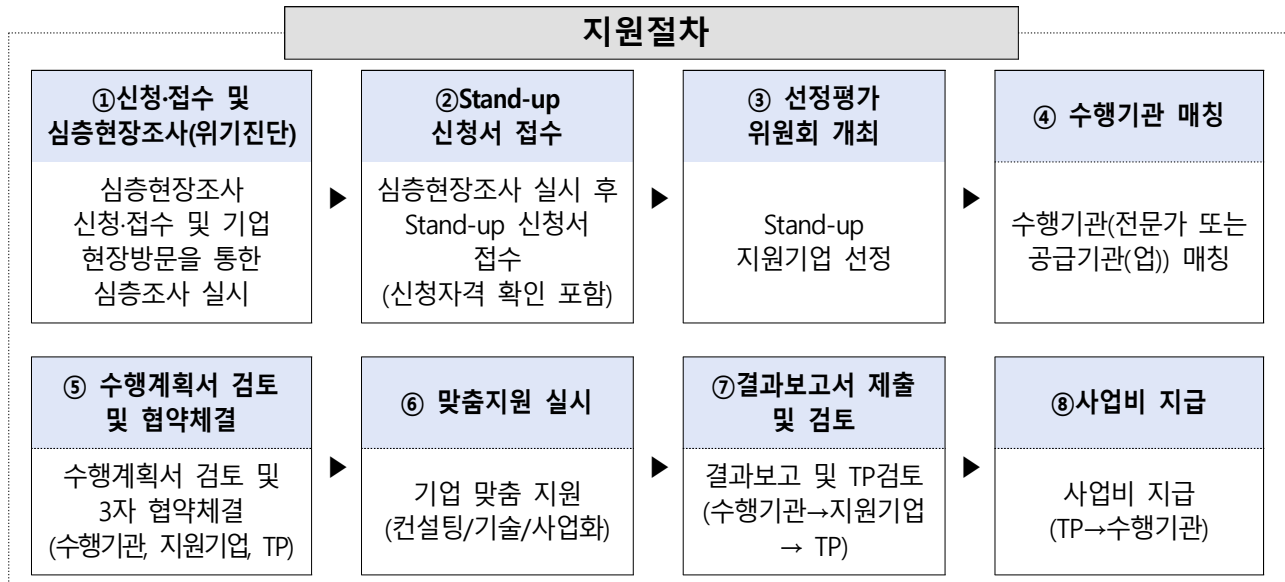 지원절차
①신청·접수 및
심층현장조사(위기진단)
심층현장조사
신청·접수 및 기업
현장방문을 통한
심층조사 실시
▶
②Stand-up
신청서 접수
심층현장조사 실시 후
Stand-up 신청서
접수
(신청자격 확인 포함)
▶
③ 선정평가
위원회 개최
Stand-up
지원기업 선정
▶
④ 수행기관 매칭
수행기관(전문가 또는
공급기관(업)) 매칭
⑤ 수행계획서 검토
및 협약체결
수행계획서 검토 및
3자 협약체결
(수행기관, 지원기업, TP)
▶
⑥ 맞춤지원 실시
기업 맞춤 지원
(컨설팅/기술/사업화)
▶
⑦결과보고서 제출
및 검토
결과보고 및 TP검토
(수행기관→지원기업
→ TP)
▶
⑧사업비 지급
사업비 지급
(TP→수행기관)